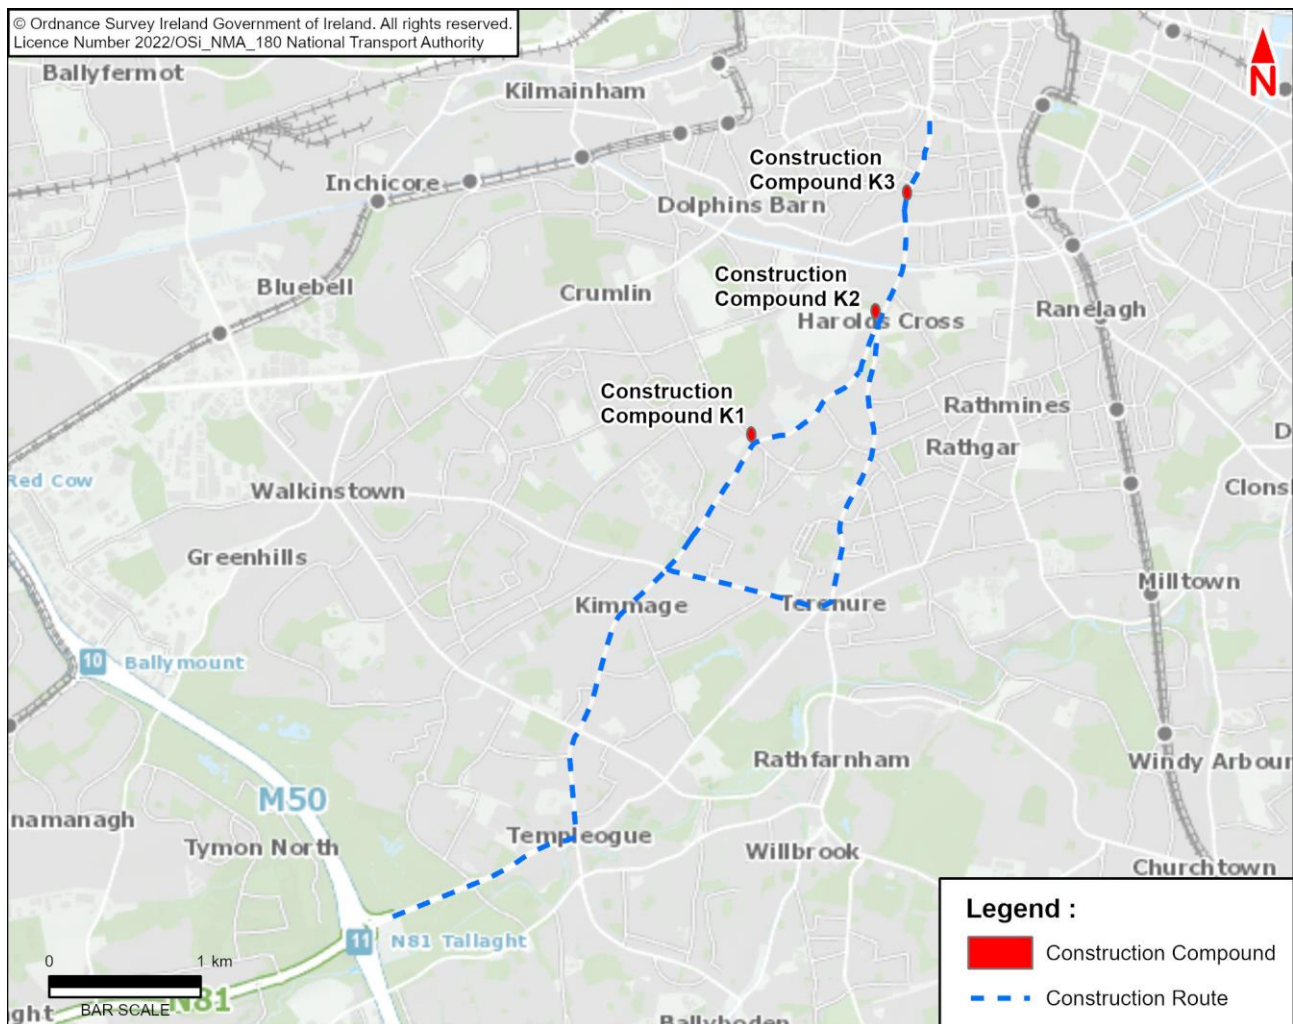 © Ordnance Survey Ireland Government of Ireland. All rights reserved.
Licence Number 2022/OSi_NMA_180 National Transport Authority
N
Ballyfermot
Kilmainham
Construction
Compound K3
Inchicore
Dolphins Barn
Construction
Compound K2
Bluebell
Crumlin
Ranelagh
Harolds Cross
Construction
Compound K1
Rathmines
Rathgar
Red Cow
Walkinstown
Clons
Greenhills
Milltown
Kimmage
Terenure
10
Ballymount
Rathfarnham
Windy Arbour
M50
namanagh
Tymon North
Templeogue
Willbrook
Churchtown
Legend :
11
N81 Tallaght
Construction Compound
0
1 km
N81
Construction Route
BAR SCALE
ght
Ballyboden
D